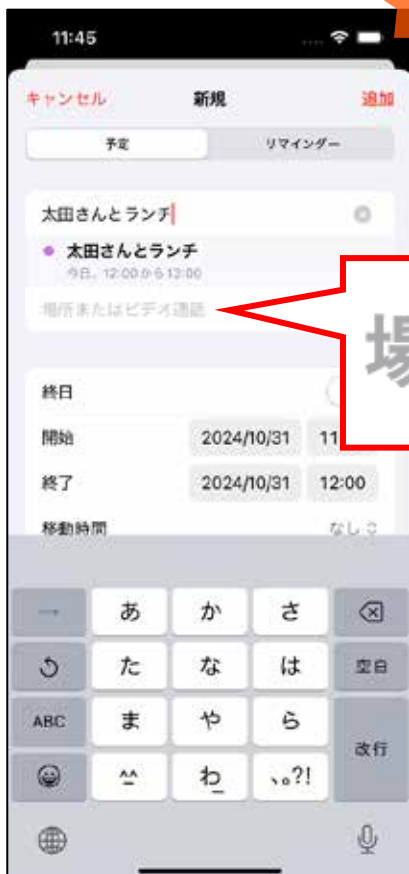 11:45
キャンセル 新規 追加
予定 リマインダー
太田さんとランチ
太田さんとランチ
今日、12:00から13:00
場所またはビデオ通話
場
終日
開始 2024/10/31 11
終了 2024/10/31 12:00
移動時間 なし
→ あ か さ
た な は 空白
ABC ま や ら
改行
^^ わ_ 、。?!